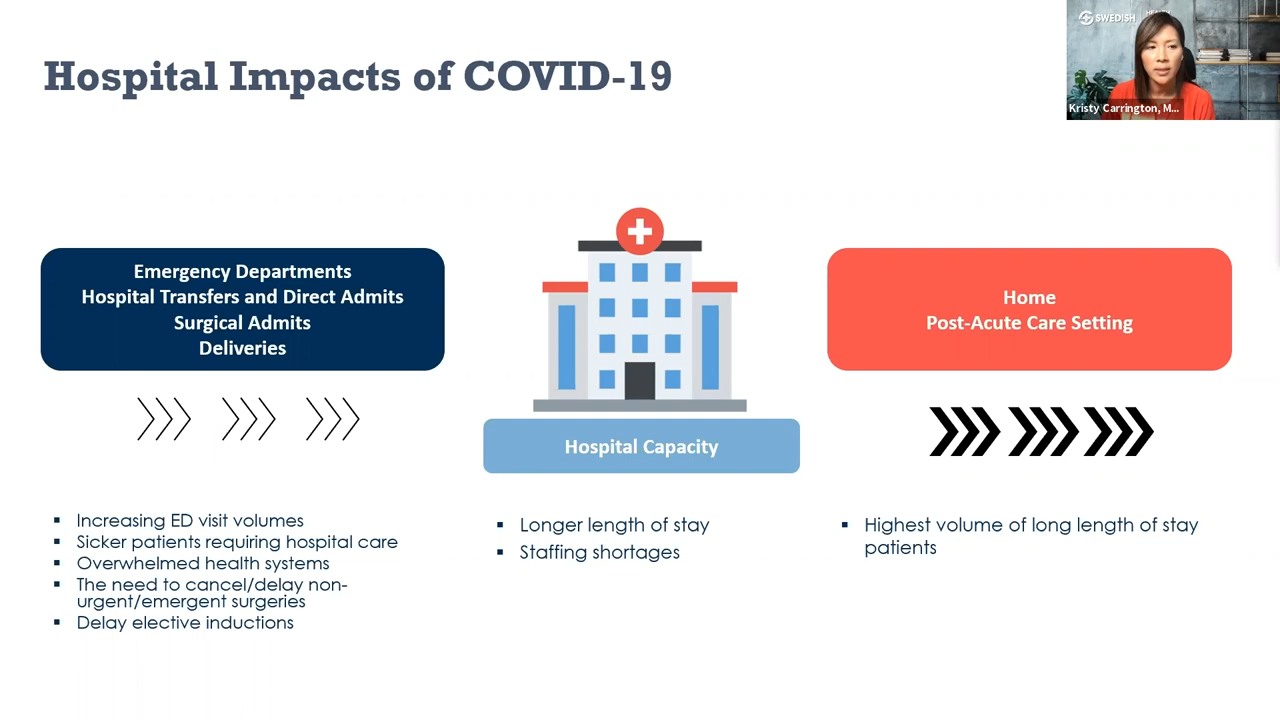 Hospital Impacts of COVID-19
SWEDISH
Kristy Carrington, M...
Emergency Departments
Hospital Transfers and Direct Admits
Surgical Admits
Deliveries
Home
Post-Acute Care Setting
Hospital Capacity
▪ Increasing ED visit volumes
▪ Sicker patients requiring hospital care
▪ Overwhelmed health systems
▪ The need to cancel/delay non-
urgent/emergent surgeries
▪ Delay elective inductions
▪ Longer length of stay
▪ Staffing shortages
▪ Highest volume of long length of stay
patients